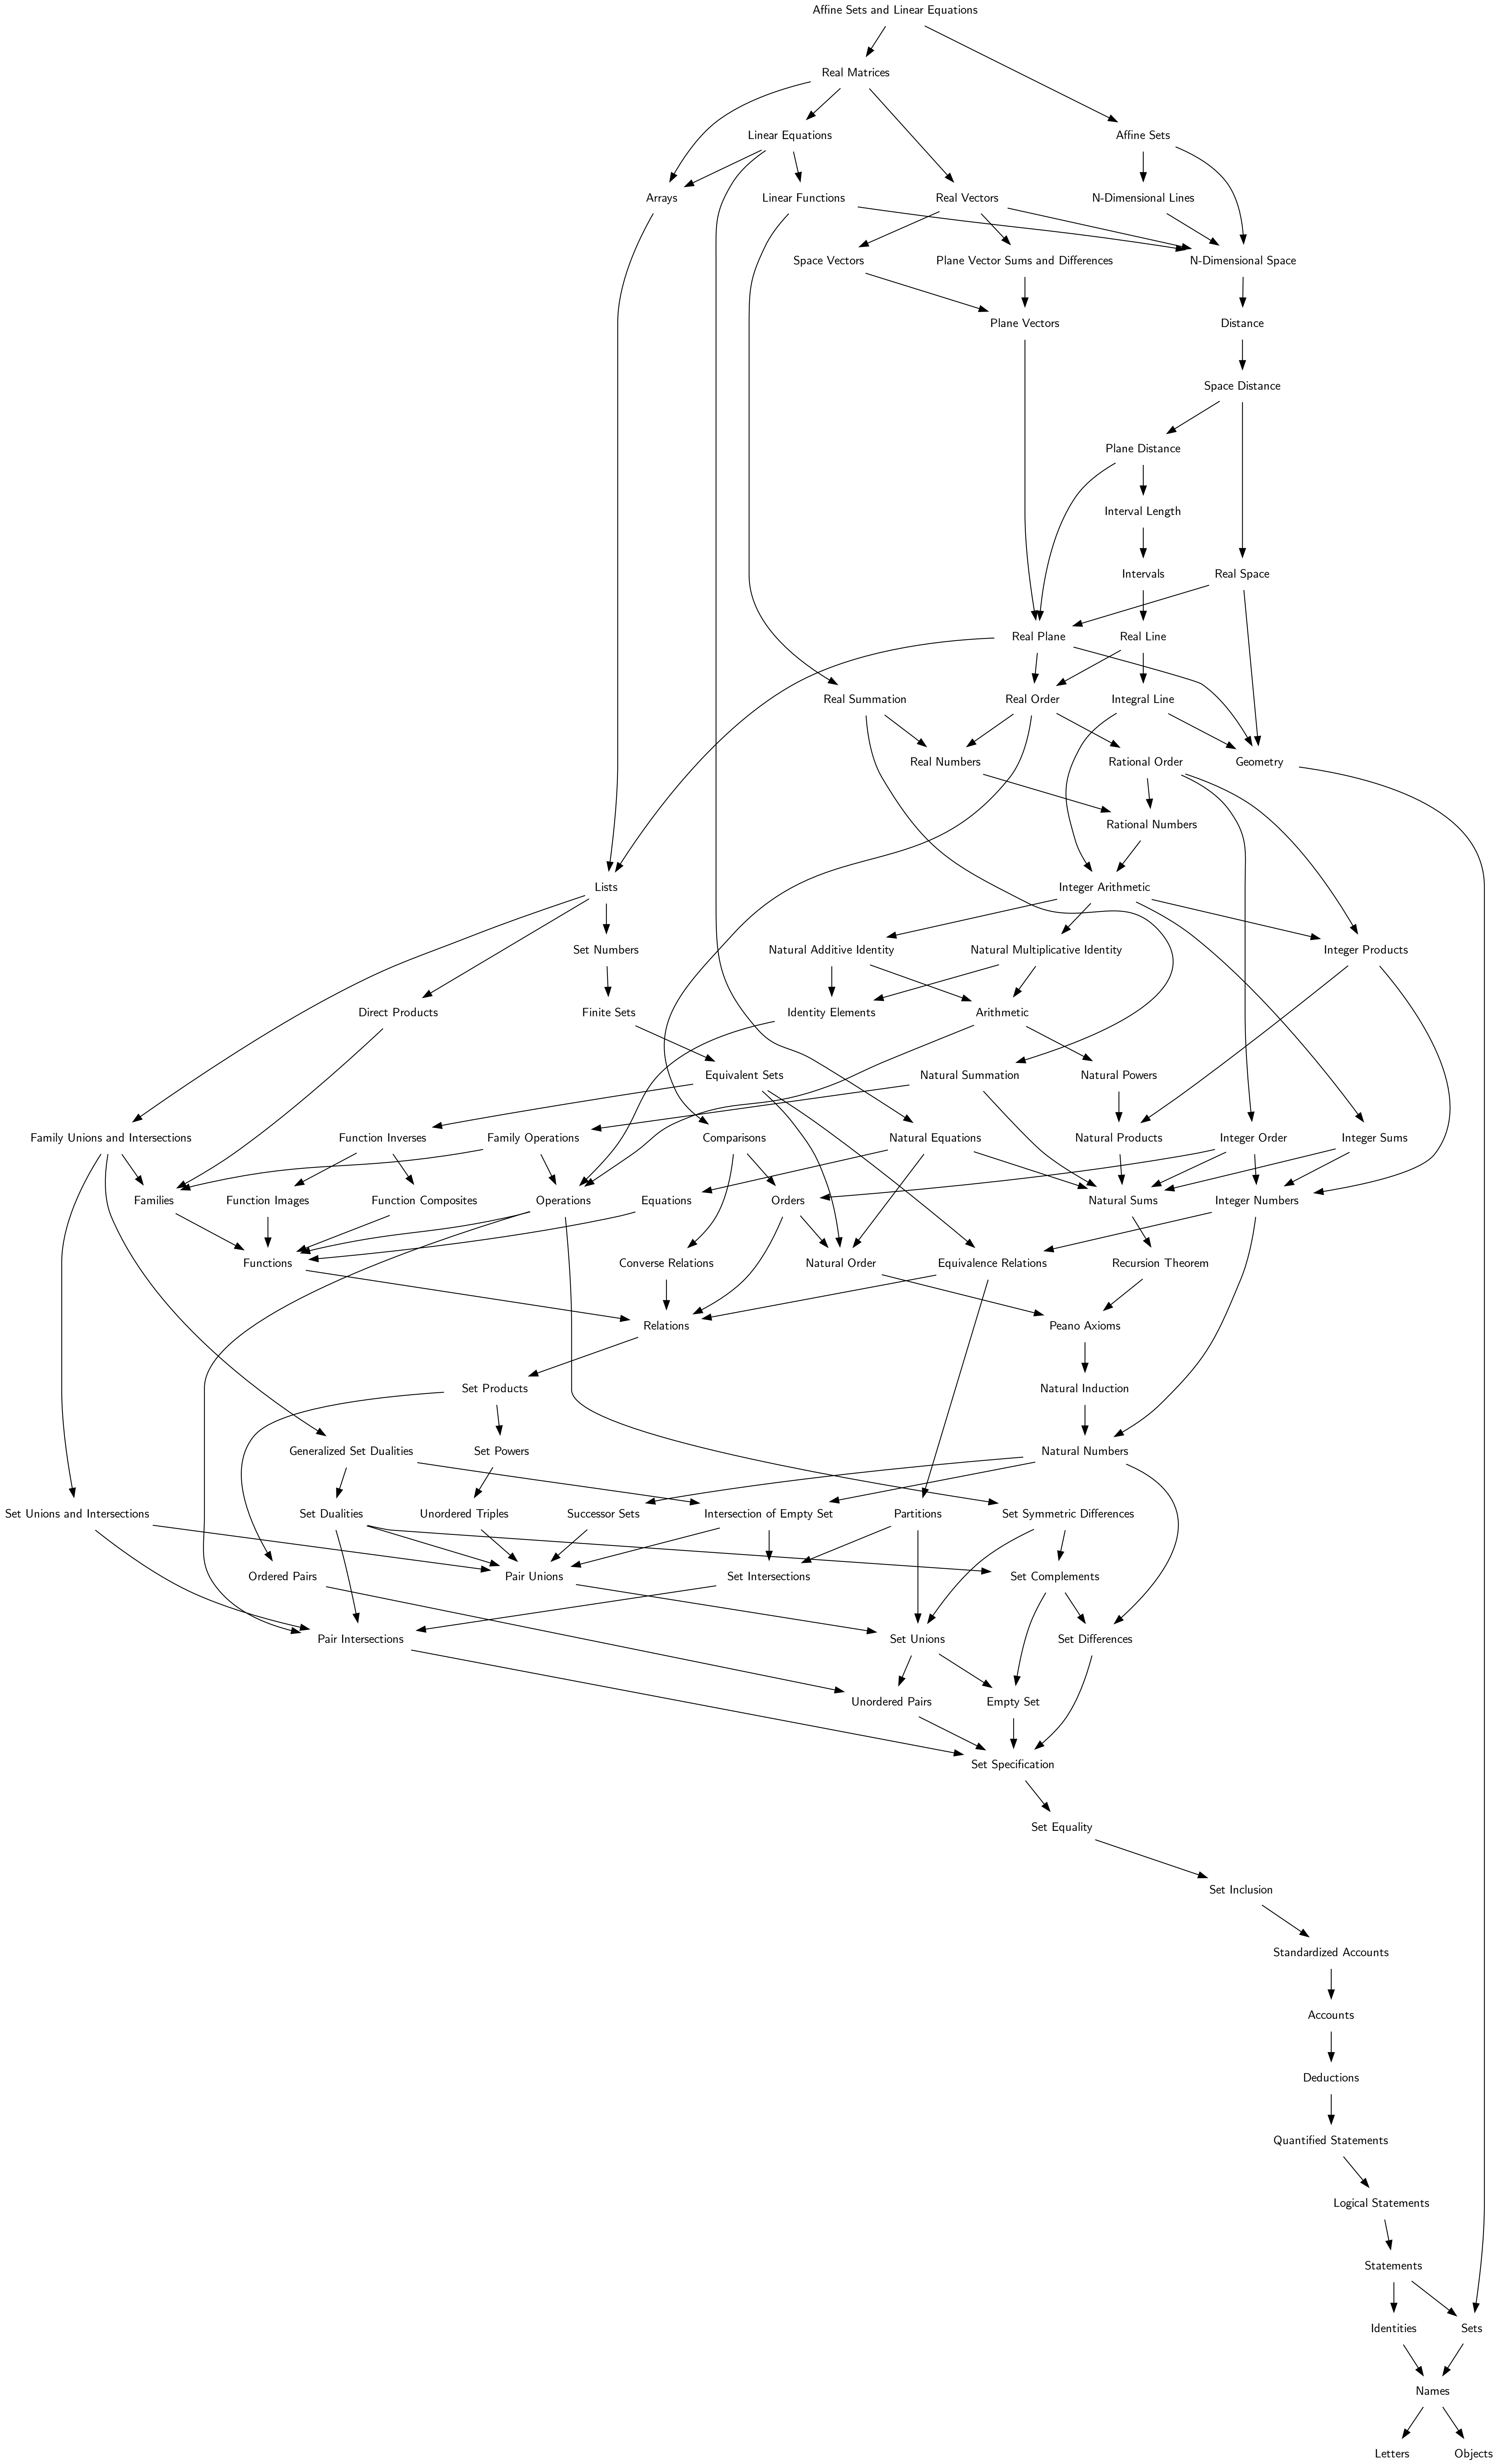 Affine Sets and Linear Equations
Real Matrices
Linear Equations
Affine Sets
Arrays
Linear Functions
Real Vectors
N-Dimensional Lines
Space Vectors
Plane Vector Sums and Differences
N-Dimensional Space
Plane Vectors
Distance
Space Distance
Plane Distance
Interval Length
Intervals
Real Space
Real Plane
Real Line
Real Summation
Real Order
Integral Line
Real Numbers
Rational Order
Geometry
Rational Numbers
Lists
Integer Arithmetic
Set Numbers
Natural Additive Identity
Natural Multiplicative Identity
Integer Products
Direct Products
Finite Sets
Identity Elements
Arithmetic
Equivalent Sets
Natural Summation
Natural Powers
Family Unions and Intersections
Function Inverses
Family Operations
Comparisons
Natural Equations
Natural Products
Integer Order
Integer Sums
Families
Function Images
Function Composites
Operations
Equations
Orders
Natural Sums
Integer Numbers
Functions
Converse Relations
Natural Order
Equivalence Relations
Recursion Theorem
Relations
Peano Axioms
Set Products
Natural Induction
Generalized Set Dualities
Set Powers
Natural Numbers
Set Unions and Intersections
Set Dualities
Unordered Triples
Successor Sets
Intersection of Empty Set
Partitions
Set Symmetric Differences
Ordered Pairs
Pair Unions
Set Intersections
Set Complements
Pair Intersections
Set Unions
Set Differences
Unordered Pairs
Empty Set
Set Specification
Set Equality
Set Inclusion
Standardized Accounts
Accounts
Deductions
Quantified Statements
Logical Statements
Statements
Identities
Sets
Names
Letters
Objects